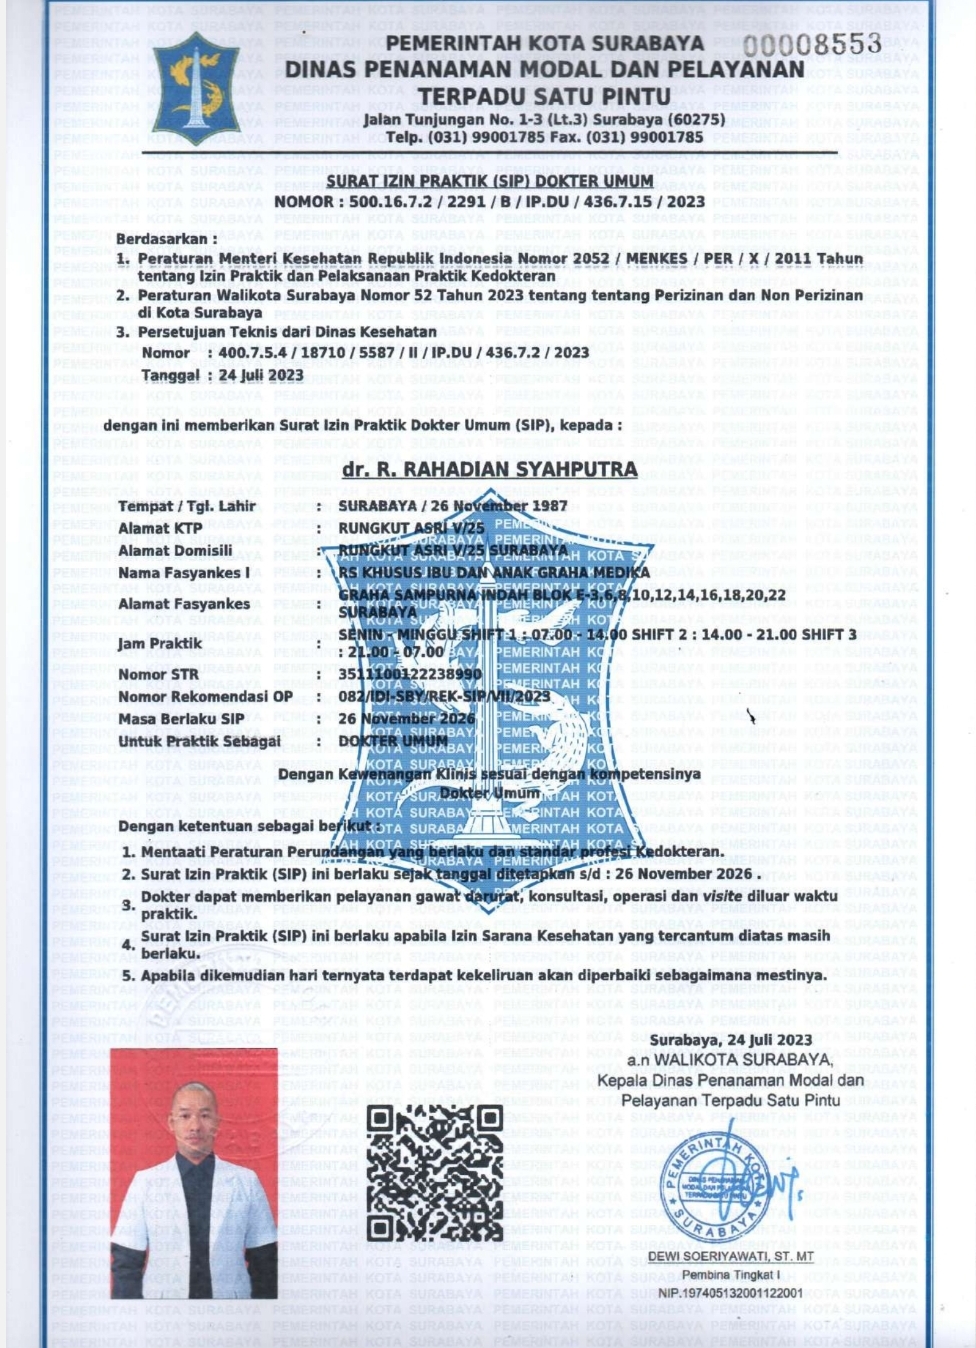 00008553
PEMERINTAH KOTA SURABAYA
DINAS PENANAMAN MODAL DAN PELAYANAN
TERPADU SATU PINTU
Jalan Tunjungan No. 1-3 (Lt.3) Surabaya (60275)
Telp. (031) 99001785 Fax. (031) 99001785
SURAT IZIN PRAKTIK (SIP) DOKTER UMUM
NOMOR : 500.16.7.2 / 2291 / B / IP.DU / 436.7.15 / 2023
Berdasarkan :
1. Peraturan Menteri Kesehatan Republik Indonesia Nomor 2052 / MENKES / PER / X / 2011 Tahun
tentang Izin Praktik dan Pelaksanaan Praktik Kedokteran
2. Peraturan Walikota Surabaya Nomor 52 Tahun 2023 tentang tentang Perizinan dan Non Perizinan
di Kota Surabaya
3. Persetujuan Teknis dari Dinas Kesehatan
Nomor : 400.7.5.4 / 18710 / 5587 / II / IP.DU / 436.7.2 / 2023
Tanggal : 24 Juli 2023
dengan ini memberikan Surat Izin Praktik Dokter Umum (SIP), kepada :
dr. R. RAHADIAN SYAHPUTRA
Tempat / Tgl. Lahir : SURABAYA / 26 November 1987
Alamat KTP : RUNGKUT ASRI V/25
Alamat Domisili : RUNGKUT ASRI V/25 SURABAYA
Nama Fasyankes I : RS KHUSUS IBU DAN ANAK GRAHA MEDIKA
Alamat Fasyankes : GRAHA SAMPURNA INDAH BLOK E-3,6,8,10,12,14,16,18,20,22
SURABAYA
Jam Praktik : SENIN - MINGGU SHIFT 1 : 07.00 - 14.00 SHIFT 2 : 14.00 - 21.00 SHIFT 3
: 21.00 - 07.00
Nomor STR : 3511100122238990
Nomor Rekomendasi OP : 082/IDI-SBY/REK-SIP/VII/2023
Masa Berlaku SIP : 26 November 2026
Untuk Praktik Sebagai : DOKTER UMUM
Dengan Kewenangan Klinis sesuai dengan kompetensinya
Dokter Umum
Dengan ketentuan sebagai berikut :
1. Mentaati Peraturan Perundangan yang berlaku dan standar profesi Kedokteran.
2. Surat Izin Praktik (SIP) ini berlaku sejak tanggal ditetapkan s/d : 26 November 2026 .
3. Dokter dapat memberikan pelayanan gawat darurat, konsultasi, operasi dan visite diluar waktu
praktik.
4. Surat Izin Praktik (SIP) ini berlaku apabila Izin Sarana Kesehatan yang tercantum diatas masih
berlaku.
5. Apabila dikemudian hari ternyata terdapat kekeliruan akan diperbaiki sebagaimana mestinya.
Surabaya, 24 Juli 2023
a.n WALIKOTA SURABAYA,
Kepala Dinas Penanaman Modal dan
Pelayanan Terpadu Satu Pintu
PEMERINTAH KOTA
SURABAYA
DEWI SOERIYAWATI, ST. MT
Pembina Tingkat I
NIP.197405132001122001